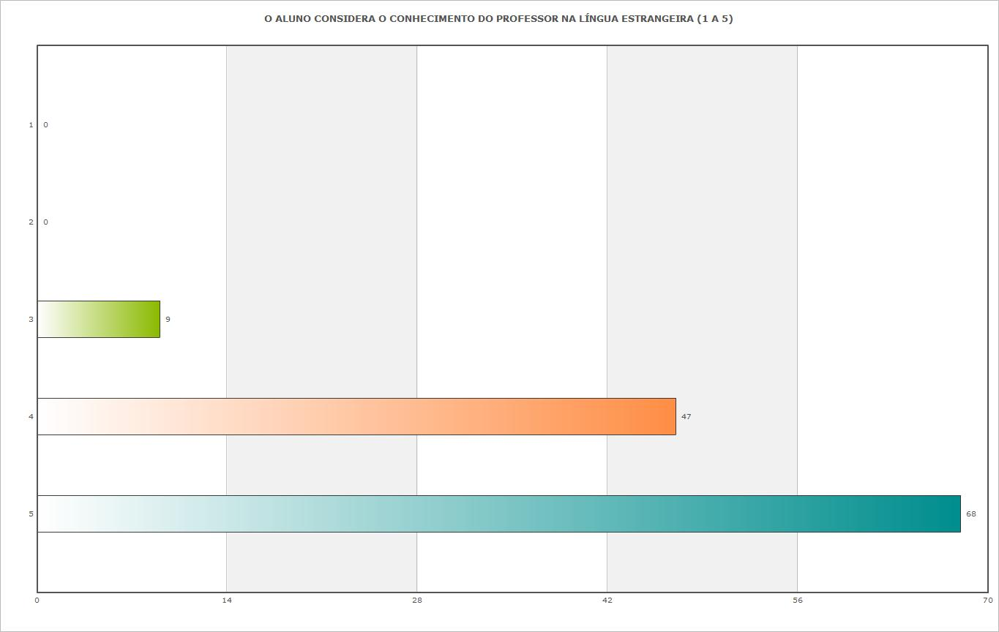 O ALUNO CONSIDERA O CONHECIMENTO DO PROFESSOR NA LÍNGUA ESTRANGEIRA (1 A 5)
1 0
2 0
3 9
4 47
5 68
0 14 28 42 56 70